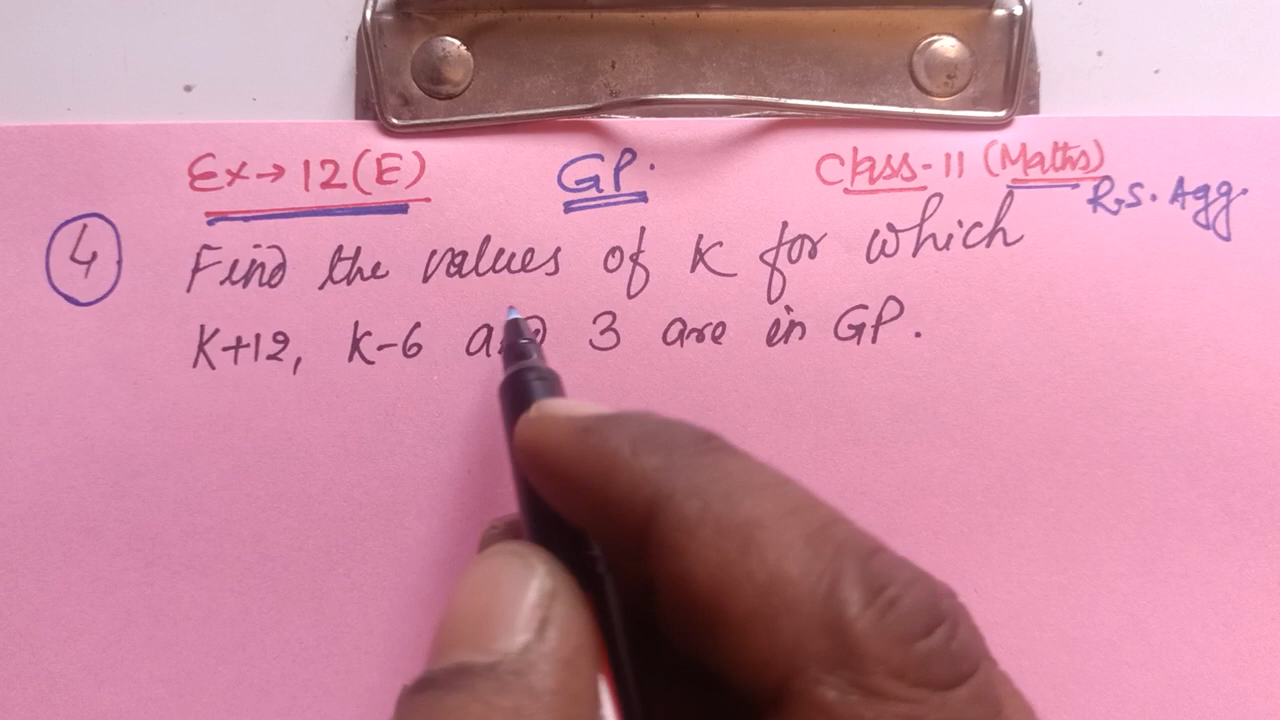 Ex→12(E) GP. Class-11 (Maths)
R.S. Agg.
4 Find the values of K for which
K+12, K-6 and 3 are in GP.